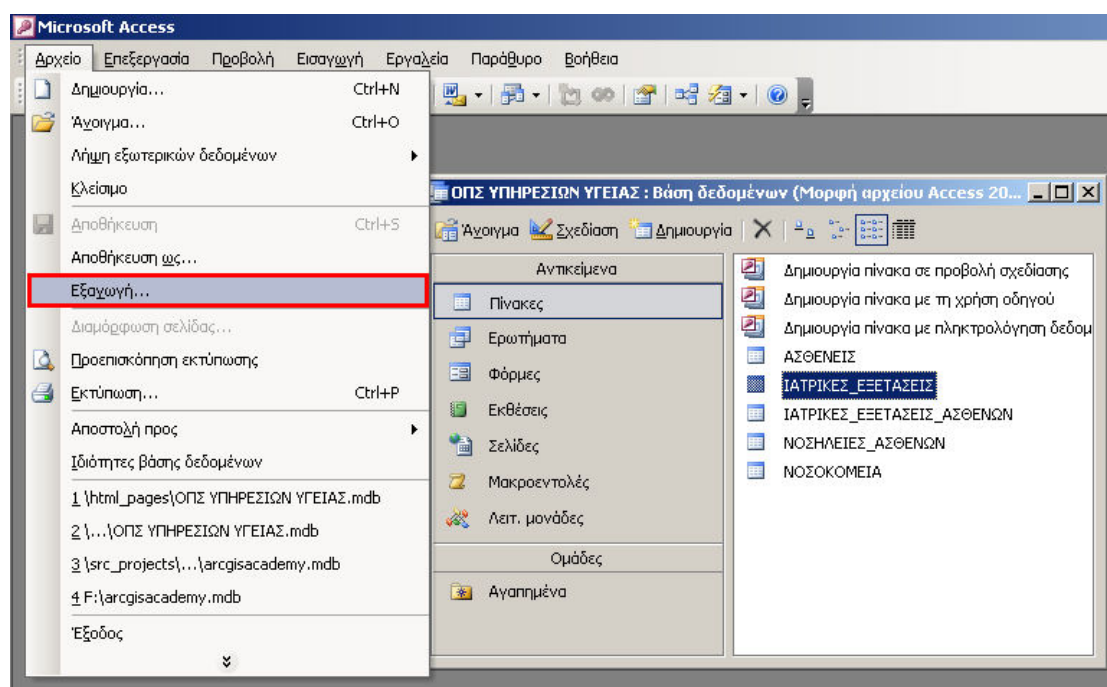 Microsoft Access
Αρχείο Επεξεργασία Προβολή Εισαγωγή Εργαλεία Παράθυρο Βοήθεια
Δημιουργία... Ctrl+N
Άνοιγμα... Ctrl+O
Λήψη εξωτερικών δεδομένων
Κλείσιμο
Αποθήκευση Ctrl+S
Αποθήκευση ως...
Εξαγωγή...
Διαμόρφωση σελίδας...
Προεπισκόπηση εκτύπωσης
Εκτύπωση... Ctrl+P
Αποστολή προς
Ιδιότητες βάσης δεδομένων
1 \html_pages\ΟΠΣ ΥΠΗΡΕΣΙΩΝ ΥΓΕΙΑΣ.mdb
2 \...\ΟΠΣ ΥΠΗΡΕΣΙΩΝ ΥΓΕΙΑΣ.mdb
3 \src_projects\...\arcgisacademy.mdb
4 F:\arcgisacademy.mdb
Έξοδος
ΟΠΣ ΥΠΗΡΕΣΙΩΝ ΥΓΕΙΑΣ : Βάση δεδομένων (Μορφή αρχείου Access 20...
Άνοιγμα Σχεδίαση Δημιουργία
Αντικείμενα
Πίνακες
Ερωτήματα
Φόρμες
Εκθέσεις
Σελίδες
Μακροεντολές
Λειτ. μονάδες
Ομάδες
Αγαπημένα
Δημιουργία πίνακα σε προβολή σχεδίασης
Δημιουργία πίνακα με τη χρήση οδηγού
Δημιουργία πίνακα με πληκτρολόγηση δεδομ
ΑΣΘΕΝΕΙΣ
ΙΑΤΡΙΚΕΣ_ΕΞΕΤΑΣΕΙΣ
ΙΑΤΡΙΚΕΣ_ΕΞΕΤΑΣΕΙΣ_ΑΣΘΕΝΩΝ
ΝΟΣΗΛΕΙΕΣ_ΑΣΘΕΝΩΝ
ΝΟΣΟΚΟΜΕΙΑ